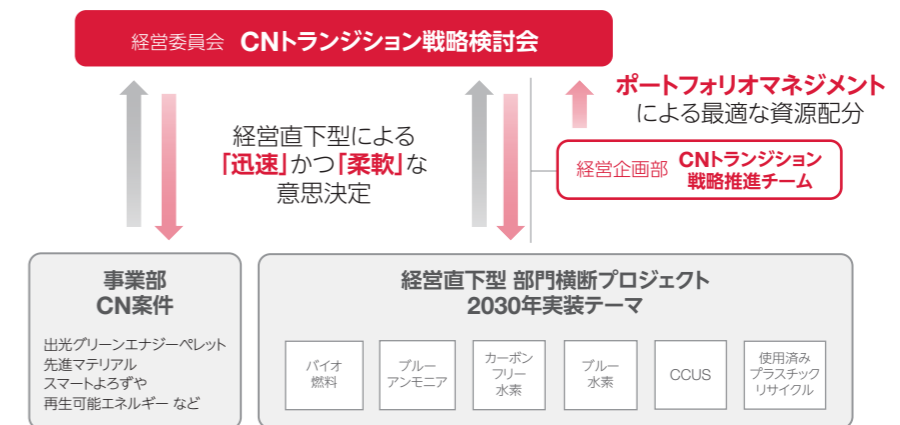 経営委員会 CNトランジション戦略検討会
ポートフォリオマネジメント
による最適な資源配分
経営直下型による
「迅速」かつ「柔軟」な
意思決定
経営企画部 CNトランジション
戦略推進チーム
事業部
CN案件
出光グリーンエナジーペレット
先進マテリアル
スマートよろずや
再生可能エネルギー など
経営直下型 部門横断プロジェクト
2030年実装テーマ
バイオ
燃料
ブルー
アンモニア
カーボン
フリー
水素
ブルー
水素
CCUS
使用済み
プラスチック
リサイクル